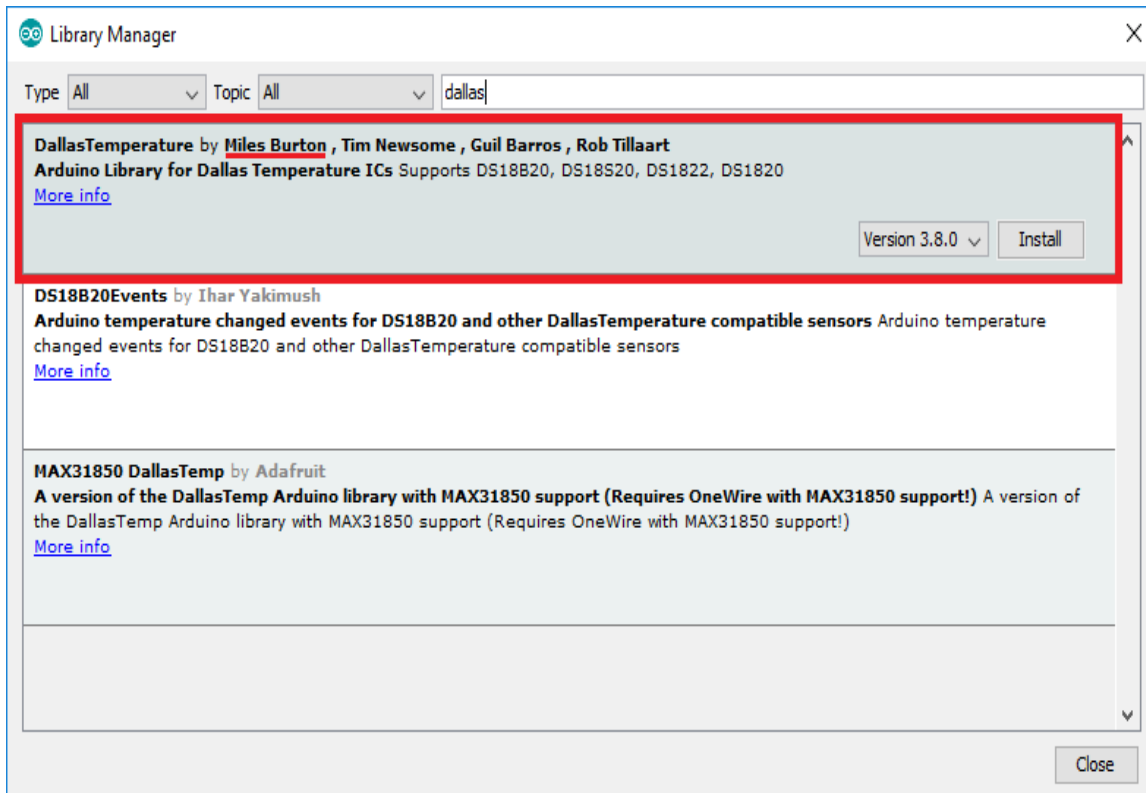 Library Manager
Type All Topic All dallas
DallasTemperature by Miles Burton , Tim Newsome , Guil Barros , Rob Tillaart
Arduino Library for Dallas Temperature ICs Supports DS18B20, DS18S20, DS1822, DS1820
More info
Version 3.8.0 Install
DS18B20Events by Ihar Yakimush
Arduino temperature changed events for DS18B20 and other DallasTemperature compatible sensors Arduino temperature
changed events for DS18B20 and other DallasTemperature compatible sensors
More info
MAX31850 DallasTemp by Adafruit
A version of the DallasTemp Arduino library with MAX31850 support (Requires OneWire with MAX31850 support!) A version of
the DallasTemp Arduino library with MAX31850 support (Requires OneWire with MAX31850 support!)
More info
Close